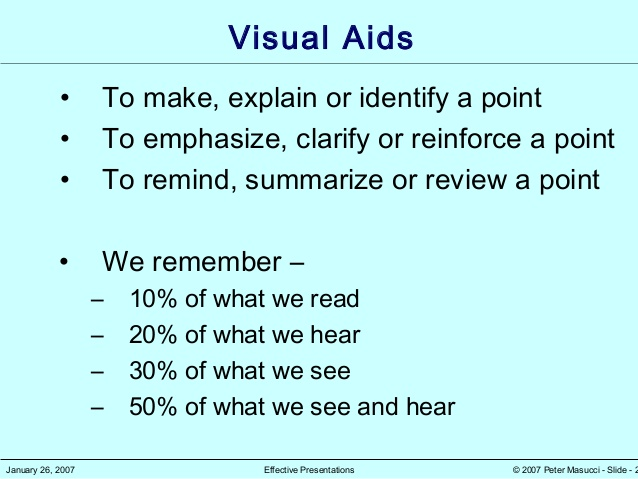 Visual Aids
• To make, explain or identify a point
• To emphasize, clarify or reinforce a point
• To remind, summarize or review a point
• We remember –
– 10% of what we read
– 20% of what we hear
– 30% of what we see
– 50% of what we see and hear
January 26, 2007 Effective Presentations © 2007 Peter Masucci - Slide -